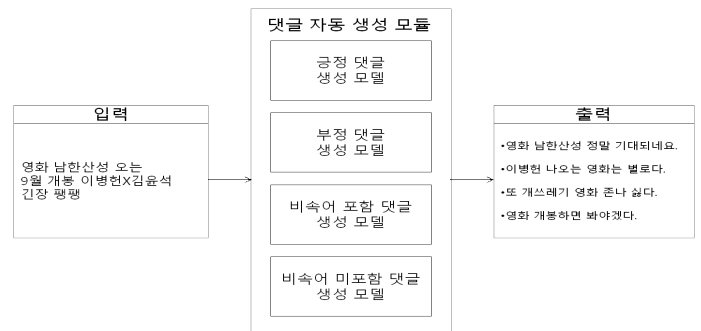 댓글 자동 생성 모듈
긍정 댓글
생성 모델
부정 댓글
생성 모델
비속어 포함 댓글
생성 모델
비속어 미포함 댓글
생성 모델
입력
영화 남한산성 오는
9월 개봉 이병헌X김윤석
긴장 팽팽
출력
•영화 남한산성 정말 기대되네요.
•이병헌 나오는 영화는 별로다.
•또 개쓰레기 영화 존나 싫다.
•영화 개봉하면 봐야겠다.